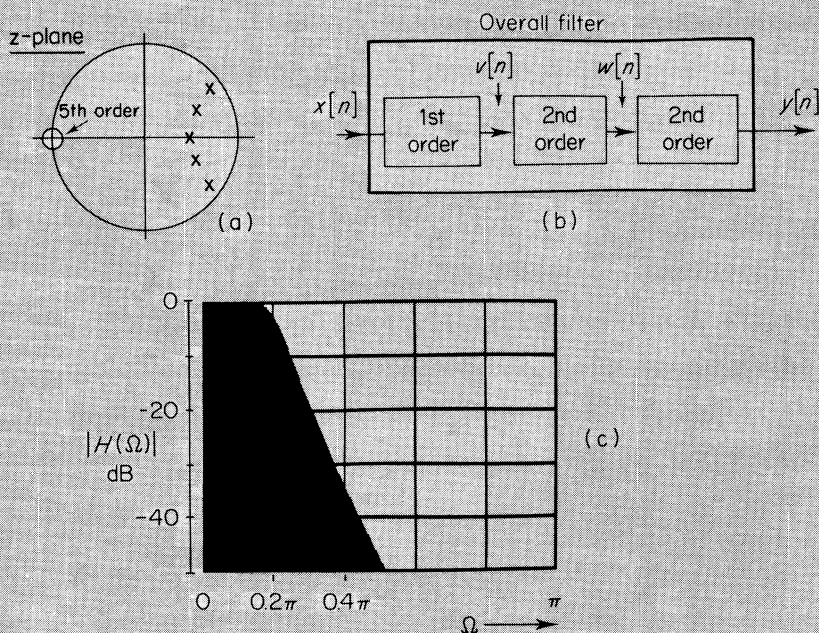 z-plane
5th order
(a)
Overall filter
x[n]
v[n]
w[n]
y[n]
1st
order
2nd
order
2nd
order
(b)
0
-20
-40
|H(Ω)|
dB
(c)
0
0.2π
0.4π
π
Ω